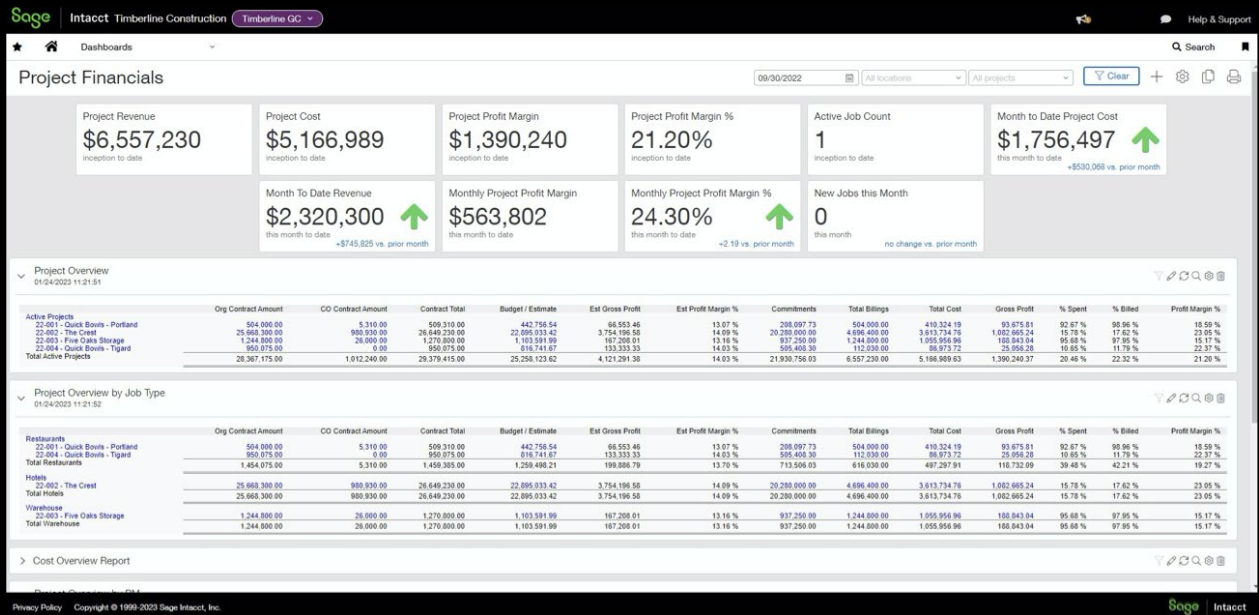 Sage Intacct Timberline Construction Timberline GC Help & Support
Dashboards Search
Project Financials 09/30/2022 All locations All projects Clear
Project Revenue Project Cost Project Profit Margin Project Profit Margin % Active Job Count Month to Date Project Cost
$6,557,230 $5,166,989 $1,390,240 21.20% 1 $1,756,497
inception to date inception to date inception to date inception to date inception to date this month to date
+$530,068 vs. prior month
Month To Date Revenue Monthly Project Profit Margin Monthly Project Profit Margin % New Jobs this Month
$2,320,300 $563,802 24.30% 0
this month to date this month to date this month to date this month
+$745,825 vs. prior month +2.19 vs. prior month no change vs. prior month
Project Overview
01/24/2023 11:21:51
Org Contract Amount CO Contract Amount Contract Total Budget / Estimate Est Gross Profit Est Profit Margin % Commitments Total Billings Total Cost Gross Profit % Spent % Billed Profit Margin %
Active Projects
22-001 - Quick Bowls - Portland 504,000.00 5,310.00 509,310.00 442,756.54 66,553.46 13.07 % 208,097.73 504,000.00 410,324.19 93,675.81 92.67 % 98.96 % 18.59 %
22-002 - The Crest 25,668,300.00 980,930.00 26,649,230.00 22,895,033.42 3,754,196.58 14.09 % 20,280,000.00 4,696,400.00 3,613,734.76 1,082,665.24 15.78 % 17.62 % 23.05 %
22-003 - Five Oaks Storage 1,244,800.00 26,000.00 1,270,800.00 1,103,591.99 167,208.01 13.16 % 937,250.00 1,244,800.00 1,055,956.96 188,843.04 95.68 % 97.95 % 15.17 %
22-004 - Quick Bowls - Tigard 950,075.00 0.00 950,075.00 816,741.67 133,333.33 14.03 % 505,408.30 112,030.00 86,973.72 25,056.28 10.65 % 11.79 % 22.37 %
Total Active Projects 28,367,175.00 1,012,240.00 29,379,415.00 25,258,123.62 4,121,291.38 14.03 % 21,930,756.03 6,557,230.00 5,166,989.63 1,390,240.37 20.46 % 22.32 % 21.20 %
Project Overview by Job Type
01/24/2023 11:21:52
Org Contract Amount CO Contract Amount Contract Total Budget / Estimate Est Gross Profit Est Profit Margin % Commitments Total Billings Total Cost Gross Profit % Spent % Billed Profit Margin %
Restaurants
22-001 - Quick Bowls - Portland 504,000.00 5,310.00 509,310.00 442,756.54 66,553.46 13.07 % 208,097.73 504,000.00 410,324.19 93,675.81 92.67 % 98.96 % 18.59 %
22-004 - Quick Bowls - Tigard 950,075.00 0.00 950,075.00 816,741.67 133,333.33 14.03 % 505,408.30 112,030.00 86,973.72 25,056.28 10.65 % 11.79 % 22.37 %
Total Restaurants 1,454,075.00 5,310.00 1,459,385.00 1,259,498.21 199,886.79 13.70 % 713,506.03 616,030.00 497,297.91 118,732.09 39.48 % 42.21 % 19.27 %
Hotels
22-002 - The Crest 25,668,300.00 980,930.00 26,649,230.00 22,895,033.42 3,754,196.58 14.09 % 20,280,000.00 4,696,400.00 3,613,734.76 1,082,665.24 15.78 % 17.62 % 23.05 %
Total Hotels 25,668,300.00 980,930.00 26,649,230.00 22,895,033.42 3,754,196.58 14.09 % 20,280,000.00 4,696,400.00 3,613,734.76 1,082,665.24 15.78 % 17.62 % 23.05 %
Warehouse
22-003 - Five Oaks Storage 1,244,800.00 26,000.00 1,270,800.00 1,103,591.99 167,208.01 13.16 % 937,250.00 1,244,800.00 1,055,956.96 188,843.04 95.68 % 97.95 % 15.17 %
Total Warehouse 1,244,800.00 26,000.00 1,270,800.00 1,103,591.99 167,208.01 13.16 % 937,250.00 1,244,800.00 1,055,956.96 188,843.04 95.68 % 97.95 % 15.17 %
Cost Overview Report
Project Overview by PM
Privacy Policy Copyright © 1999-2023 Sage Intacct, Inc. Sage Intacct